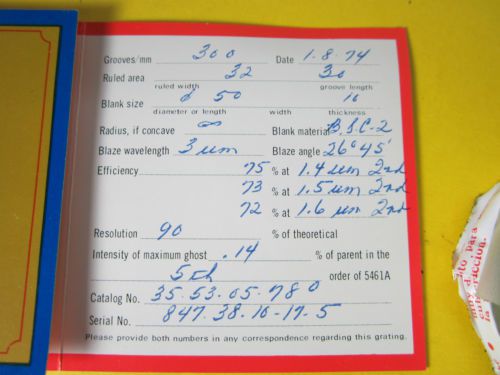 Grooves/mm 300 Date 1.8.74
Ruled area 32 30
ruled width groove length
Blank size ø 50 10
diameter or length width thickness
Radius, if concave ∞ Blank material B.S.C-2
Blaze wavelength 3 um Blaze angle 26°45'
Efficiency 75 % at 1.4 um 2nd
73 % at 1.5 um 2nd
72 % at 1.6 um 2nd
Resolution 90 % of theoretical
Intensity of maximum ghost .14 % of parent in the
5th order of 5461A
Catalog No. 35.53.05.780
Serial No. 847.38.10-17-5
Please provide both numbers in any correspondence regarding this grating.
para